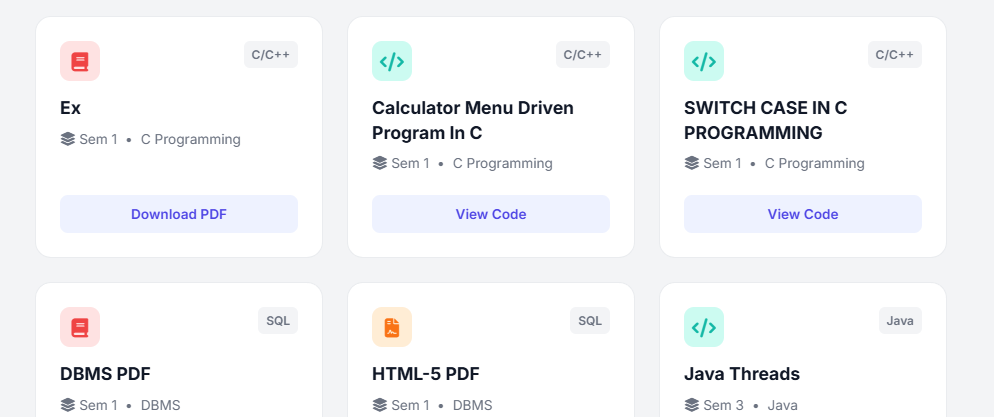 C/C++
Ex
Sem 1 • C Programming
Download PDF
C/C++
Calculator Menu Driven
Program In C
Sem 1 • C Programming
View Code
C/C++
SWITCH CASE IN C
PROGRAMMING
Sem 1 • C Programming
View Code
SQL
DBMS PDF
Sem 1 • DBMS
SQL
HTML-5 PDF
Sem 1 • DBMS
Java
Java Threads
Sem 3 • Java